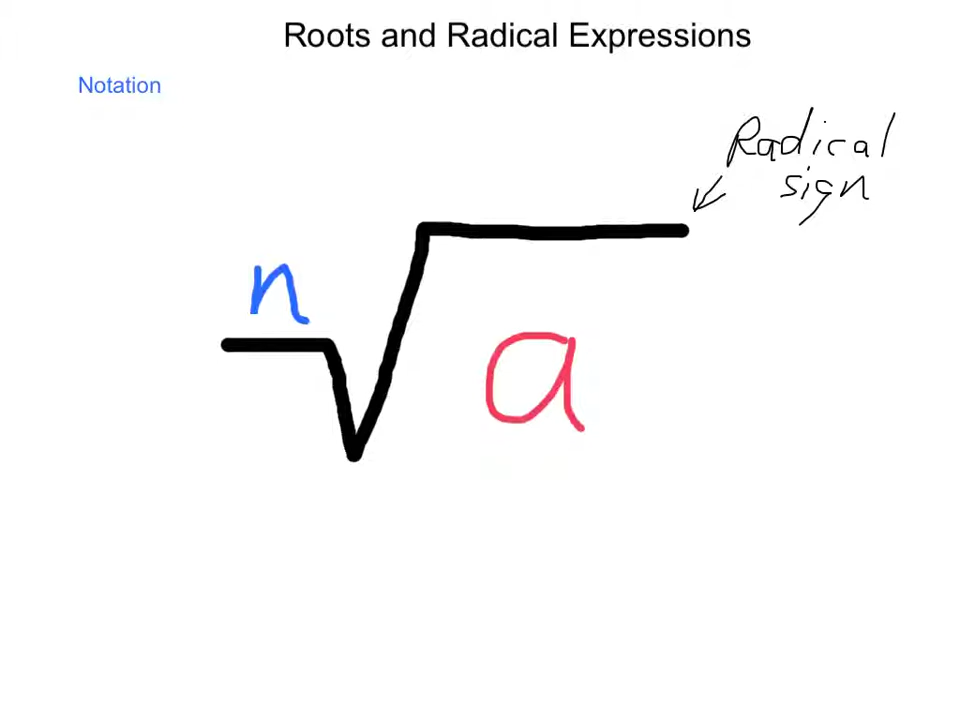 Roots and Radical Expressions
Notation
Radical
sign
n
a